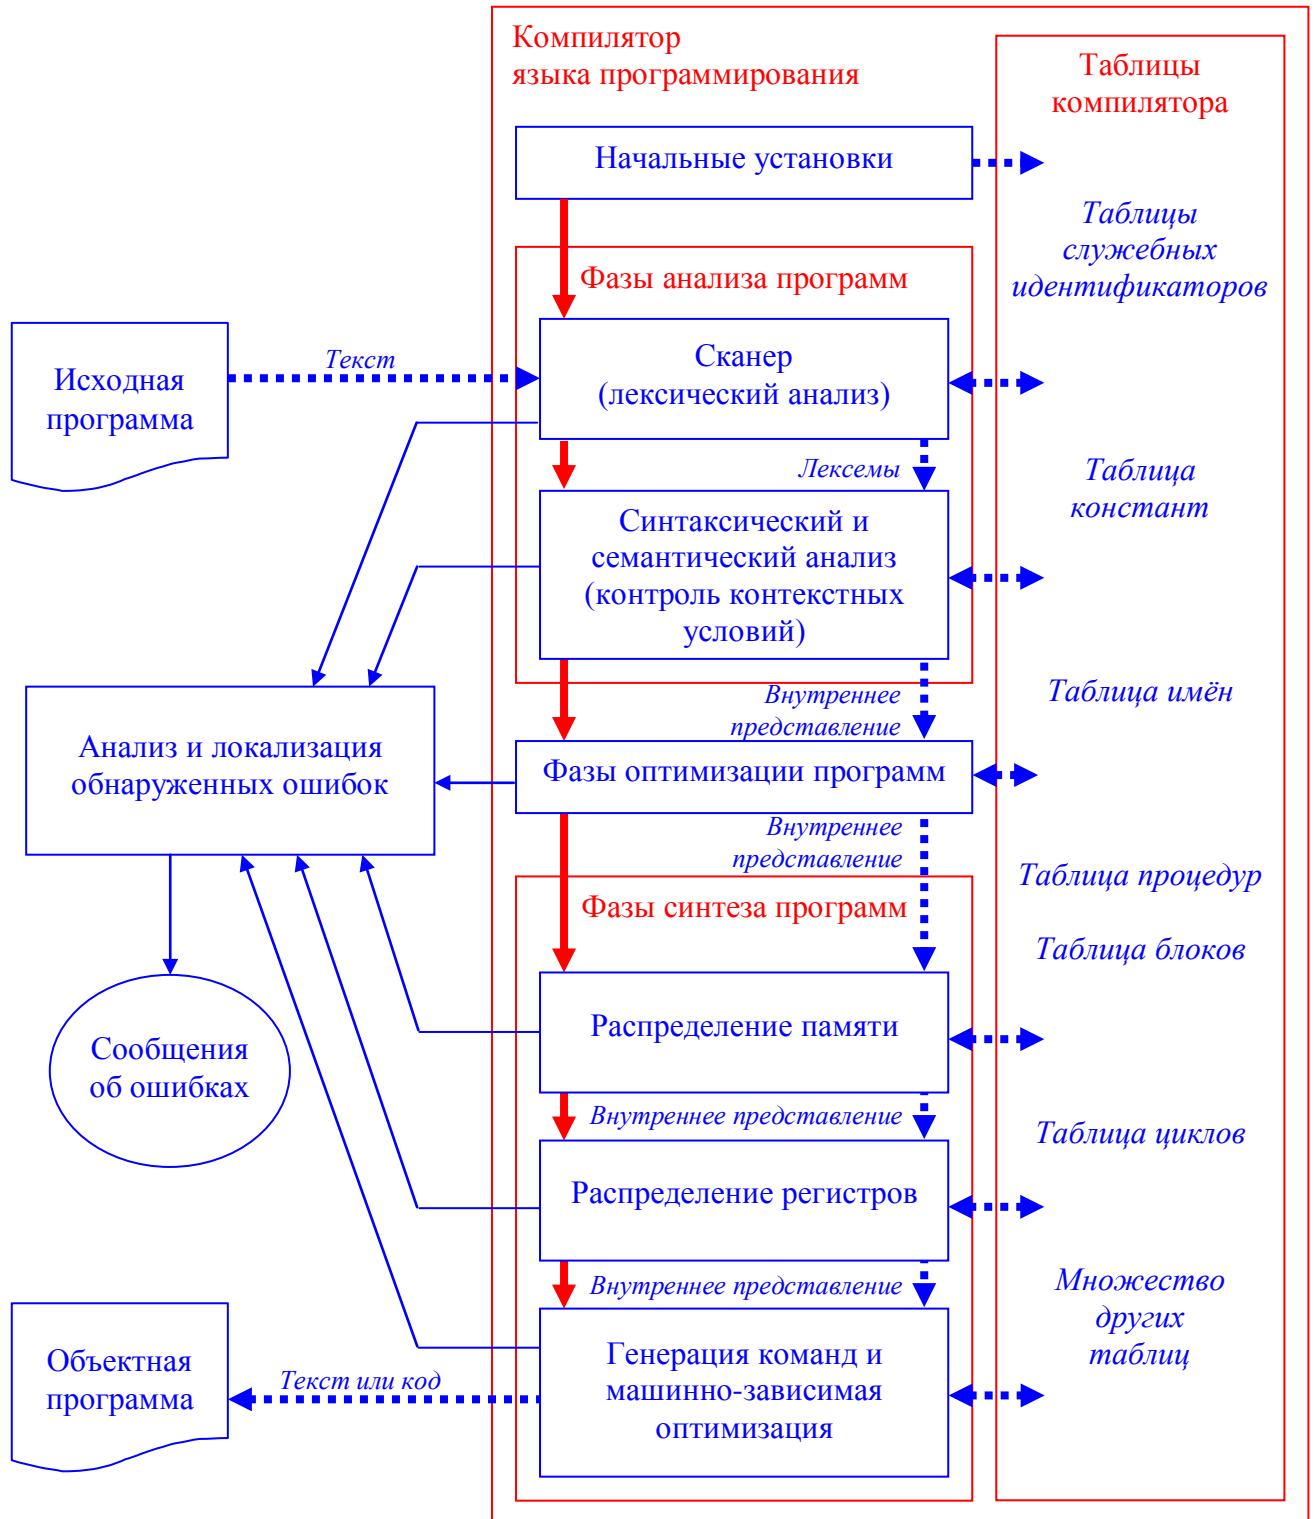 Компилятор
языка программирования
Таблицы
компилятора
Начальные установки
Таблицы
служебных
идентификаторов
Фазы анализа программ
Исходная
программа
Текст
Сканер
(лексический анализ)
Лексемы
Таблица
констант
Синтаксический и
семантический анализ
(контроль контекстных
условий)
Внутреннее
представление
Таблица имён
Анализ и локализация
обнаруженных ошибок
Фазы оптимизации программ
Внутреннее
представление
Таблица процедур
Фазы синтеза программ
Таблица блоков
Распределение памяти
Сообщения
об ошибках
Внутреннее представление
Таблица циклов
Распределение регистров
Внутреннее представление
Множество
других
таблиц
Объектная
программа
Текст или код
Генерация команд и
машинно-зависимая
оптимизация